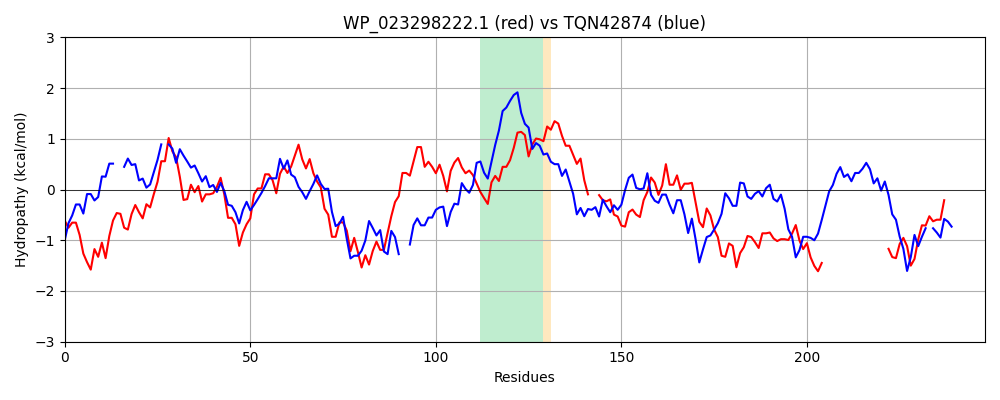 WP_023298222.1 (red) vs TQN42874 (blue)
Hydropathy (kcal/mol)
3
2
1
0
−1
−2
−3
0 50 100 150 200
Residues